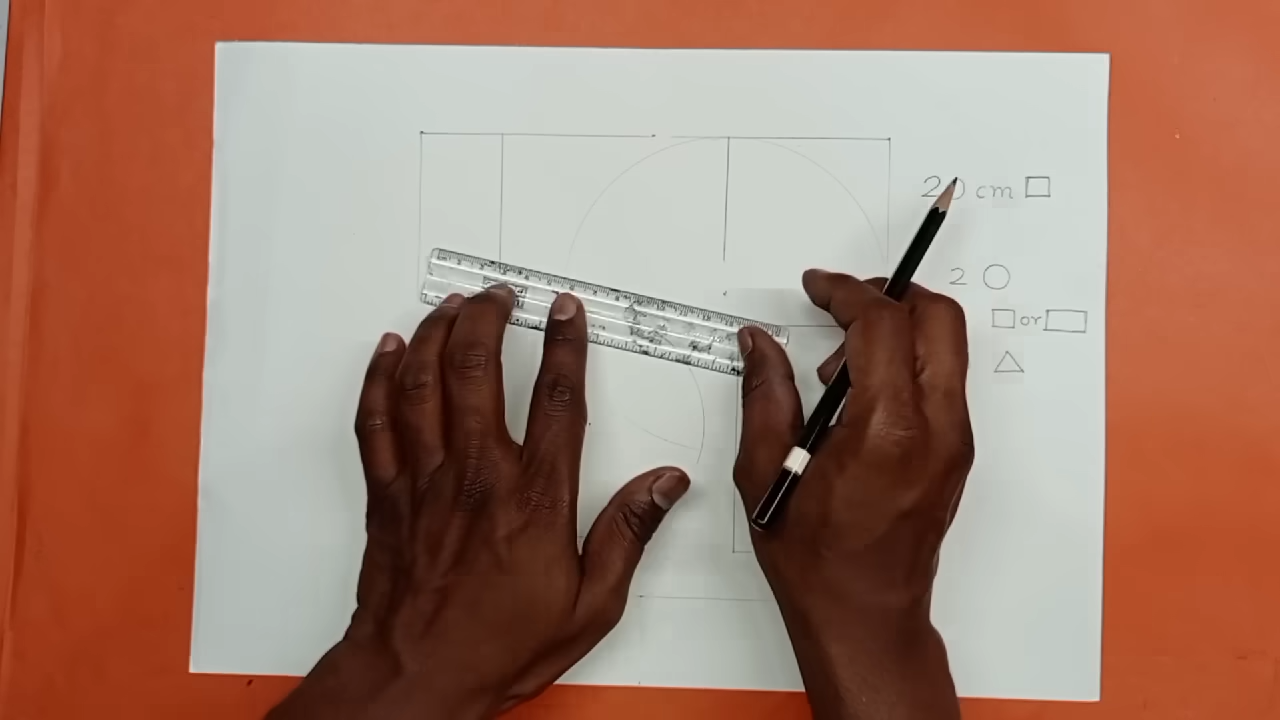 20 cm □
2 ○
□ or ▭
△